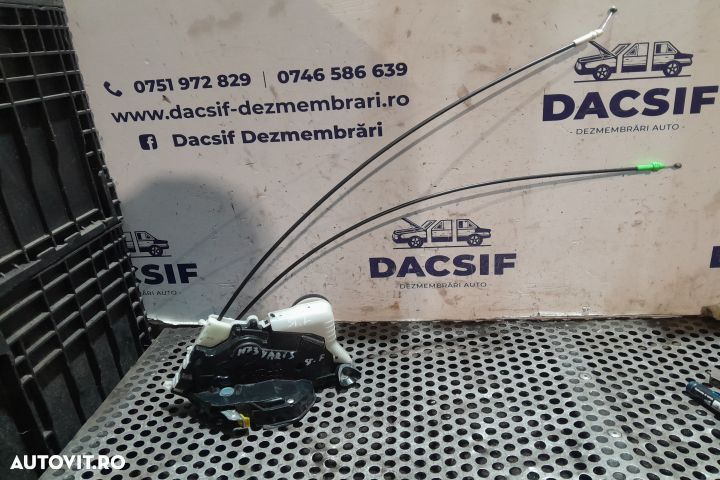 0751 972 829 | 0746 586 639
www.dacsif-dezmembrari.ro
Dacsif Dezmembrări
DACSIF
- DEZMEMBRĂRI AUTO -
DACSIF
DEZMEMBRĂRI AUTO
AUTOVIT.RO